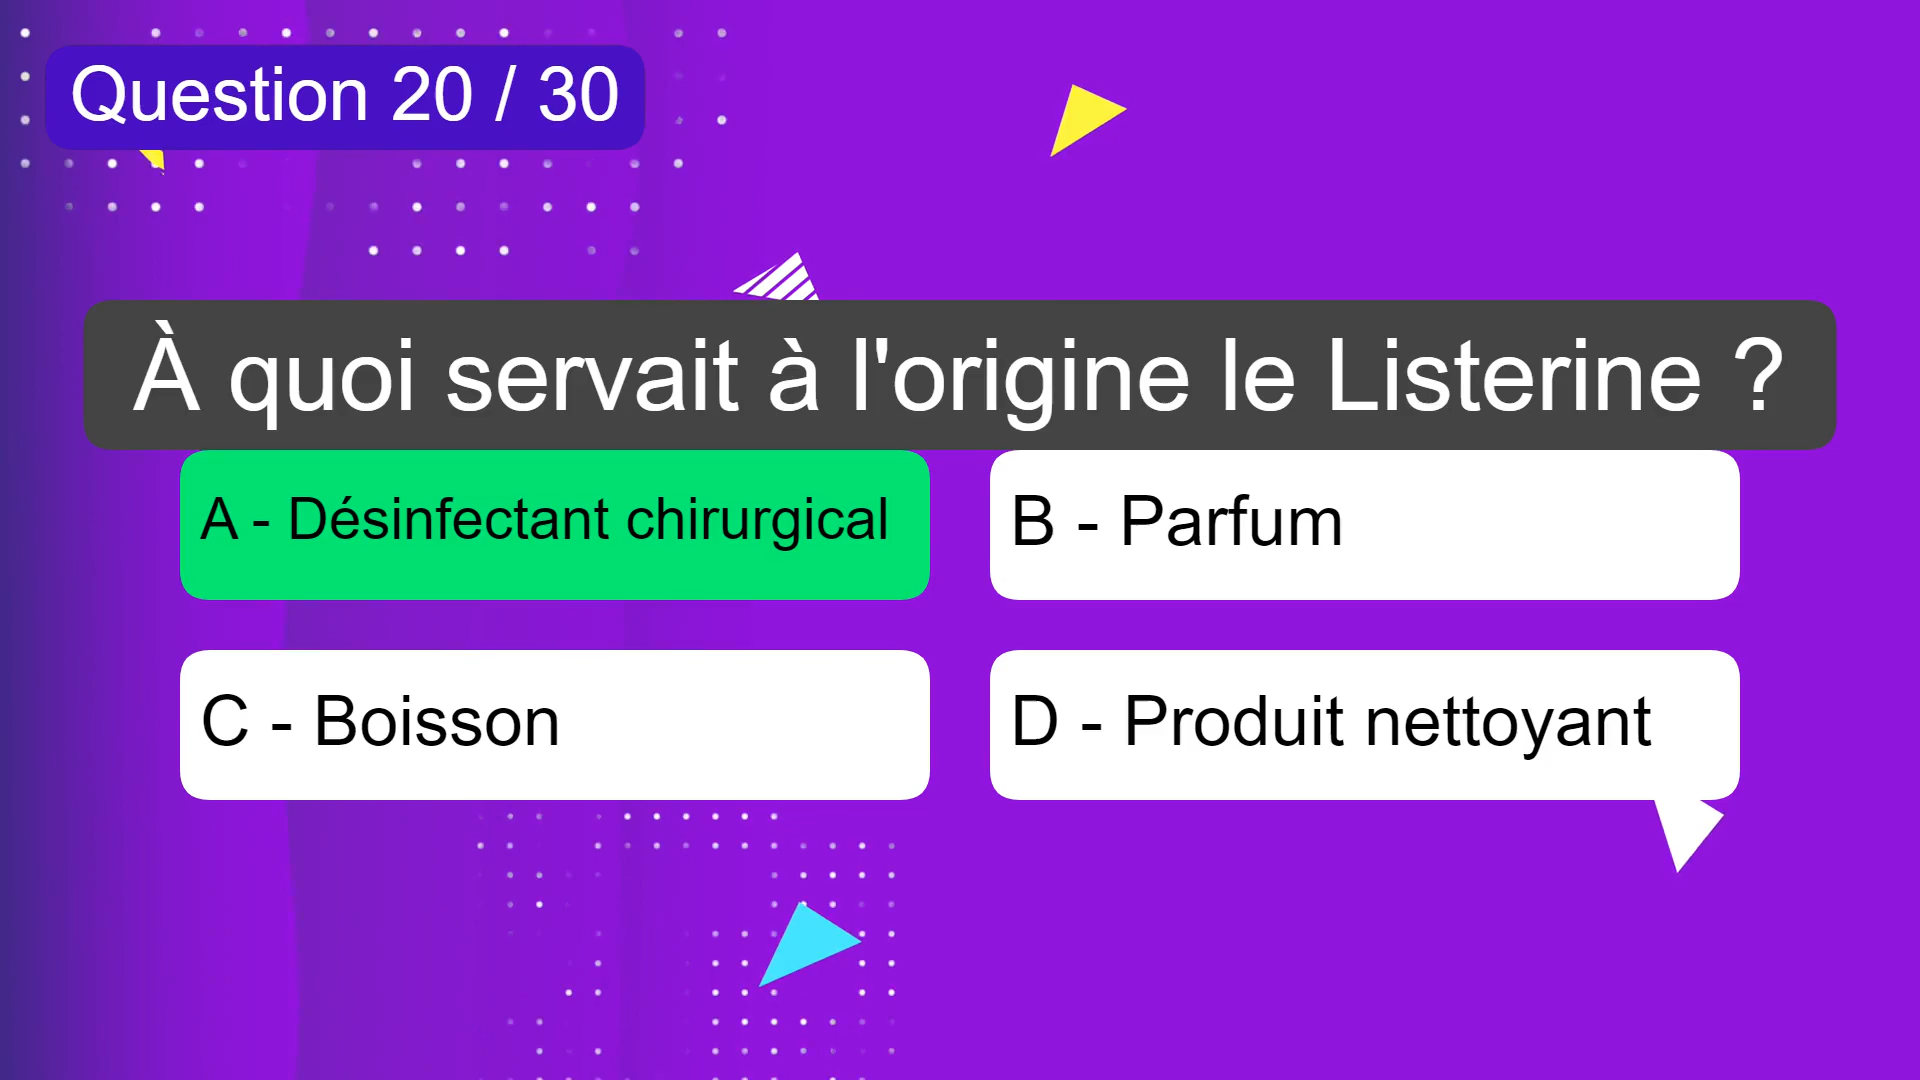 Question 20 / 30
À quoi servait à l'origine le Listerine ?
A - Désinfectant chirurgical
B - Parfum
C - Boisson
D - Produit nettoyant